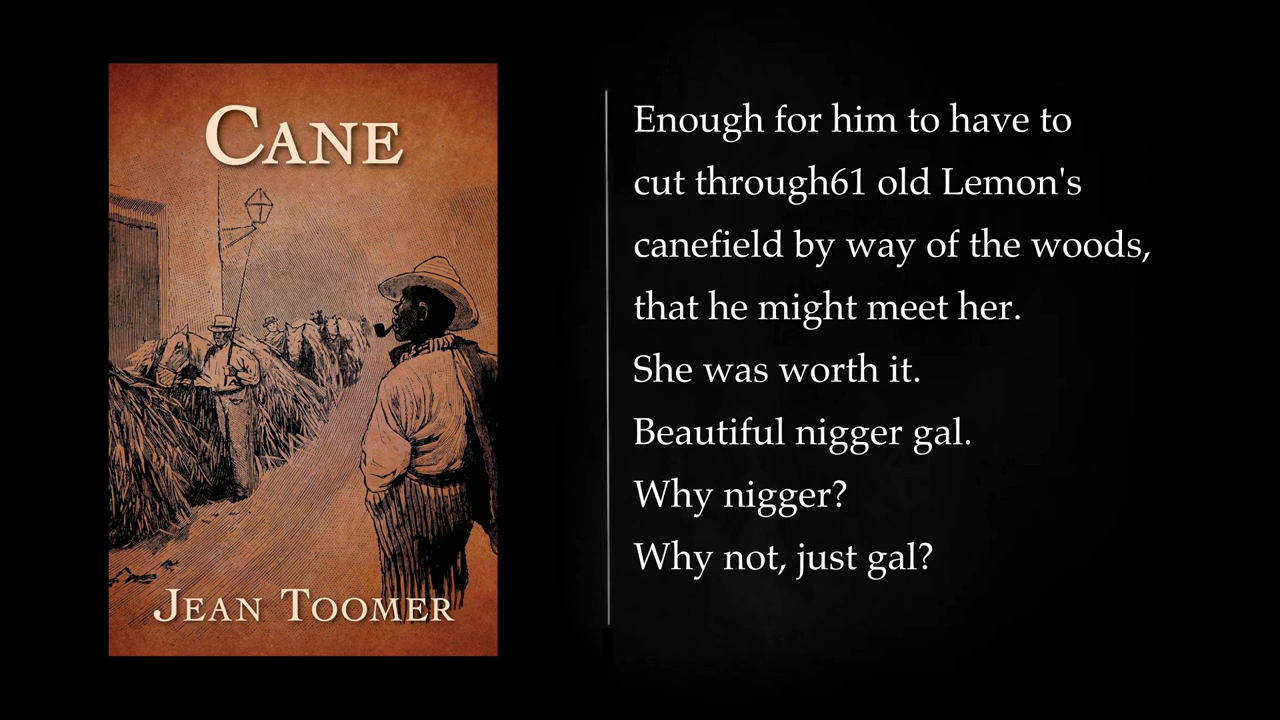 CANE
JEAN TOOMER
Enough for him to have to
cut through61 old Lemon's
canefield by way of the woods,
that he might meet her.
She was worth it.
Beautiful nigger gal.
Why nigger?
Why not, just gal?